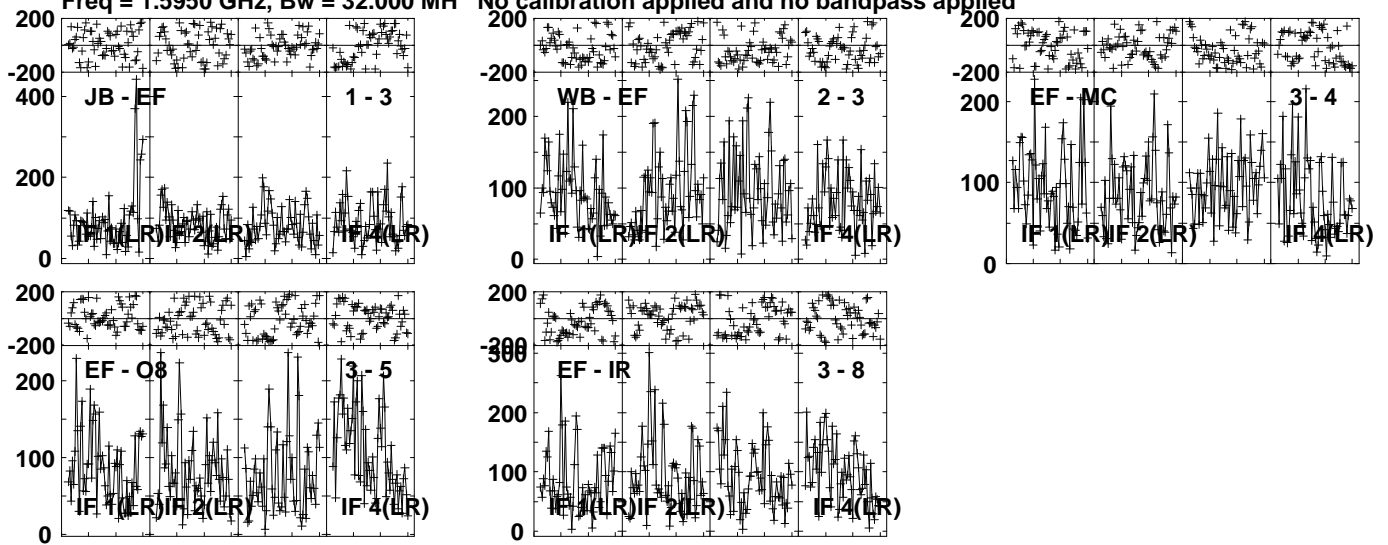 Freq = 1.5950 GHz, Bw = 32.000 MH No calibration applied and no bandpass applied
200
-200
400
200
0
JB - EF
1 - 3
IF 1(LR)
IF 2(LR)
IF 4(LR)
200
-200
200
100
0
WB - EF
2 - 3
IF 1(LR)
IF 2(LR)
IF 4(LR)
200
-200
200
100
0
EF - MC
3 - 4
IF 1(LR)
IF 2(LR)
IF 4(LR)
200
-200
200
100
0
EF - O8
3 - 5
IF 1(LR)
IF 2(LR)
IF 4(LR)
200
-200
300
200
100
0
EF - IR
3 - 8
IF 1(LR)
IF 2(LR)
IF 4(LR)